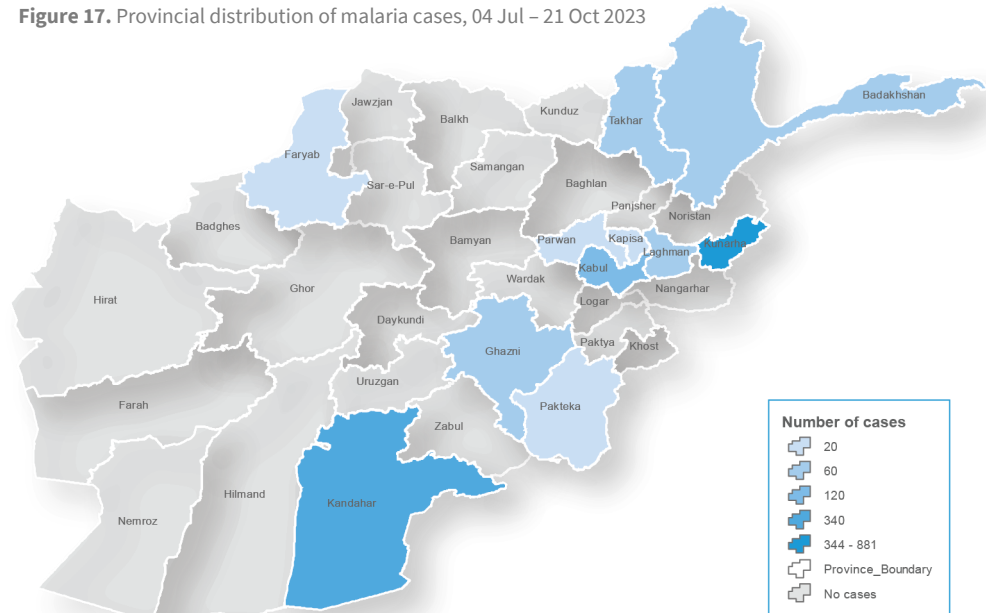 Figure 17. Provincial distribution of malaria cases, 04 Jul – 21 Oct 2023
Jawzjan
Balkh
Kunduz
Takhar
Badakhshan
Faryab
Samangan
Sar-e-Pul
Baghlan
Panjsher
Noristan
Badghes
Bamyan
Parwan
Kapisa
Laghman
Kunarha
Kabul
Hirat
Ghor
Wardak
Nangarhar
Logar
Daykundi
Paktya
Khost
Ghazni
Uruzgan
Farah
Pakteka
Zabul
Hilmand
Kandahar
Nemroz
Number of cases
20
60
120
340
344 - 881
Province_Boundary
No cases